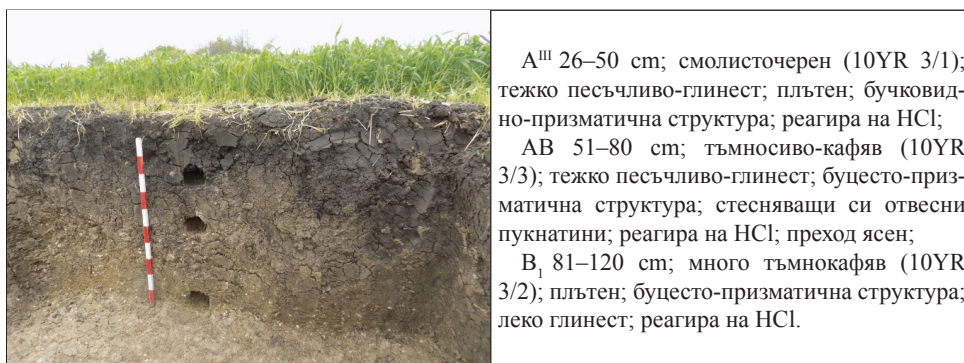 Aᴵᴵᴵ 26–50 cm; смолисточерен (10YR 3/1);
тежко песъчливо-глинест; плътен; бучковид-
но-призматична структура; реагира на HCl;
AB 51–80 cm; тъмносиво-кафяв (10YR
3/3); тежко песъчливо-глинест; буцесто-приз-
матична структура; стесняващи си отвесни
пукнатини; реагира на HCl; преход ясен;
B₁ 81–120 cm; много тъмнокафяв (10YR
3/2); плътен; буцесто-призматична структура;
леко глинест; реагира на HCl.